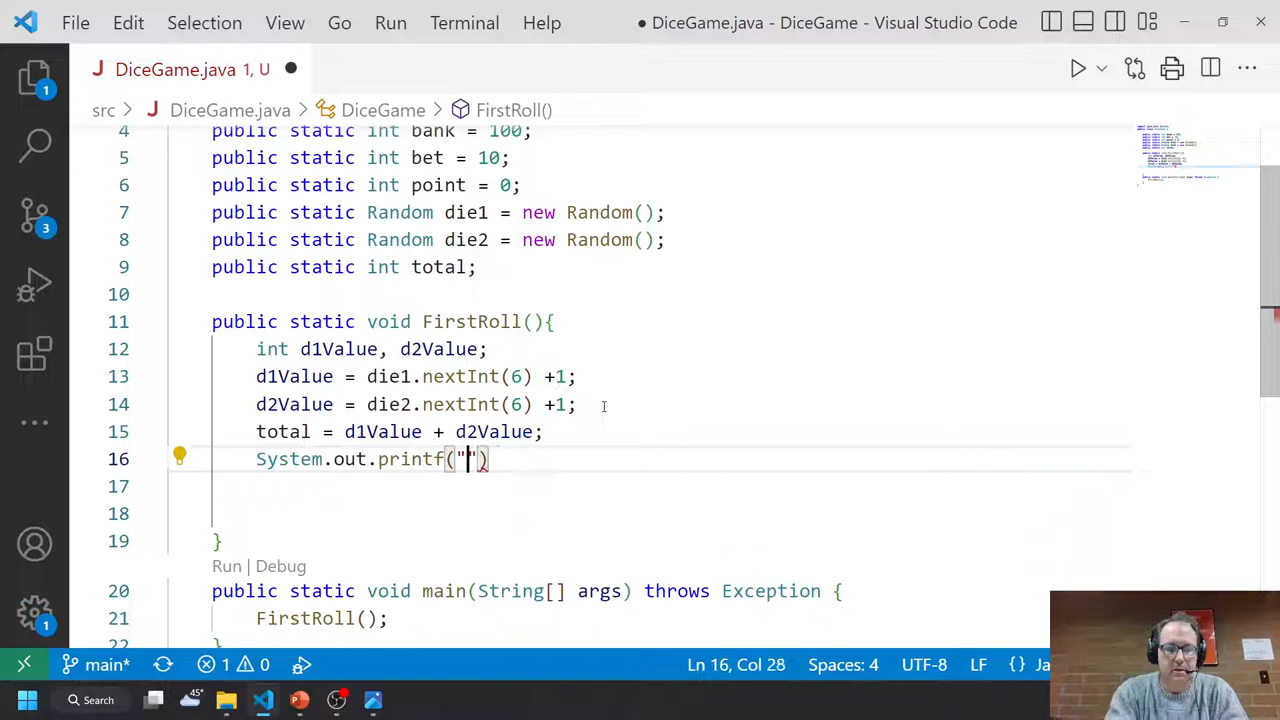 File Edit Selection View Go Run Terminal Help ● DiceGame.java - DiceGame - Visual Studio Code
J DiceGame.java 1, U ●
src > J DiceGame.java > DiceGame > FirstRoll()
4 public static int bank = 100;
5 public static int bet = 10;
6 public static int point = 0;
7 public static Random die1 = new Random();
8 public static Random die2 = new Random();
9 public static int total;
10
11 public static void FirstRoll(){
12 int d1Value, d2Value;
13 d1Value = die1.nextInt(6) +1;
14 d2Value = die2.nextInt(6) +1;
15 total = d1Value + d2Value;
16 System.out.printf("")
17
18
19 }
Run | Debug
20 public static void main(String[] args) throws Exception {
21 FirstRoll();
22 }
1
3
1
main* 1 0 Ln 16, Col 28 Spaces: 4 UTF-8 LF {} Ja
Search 45°